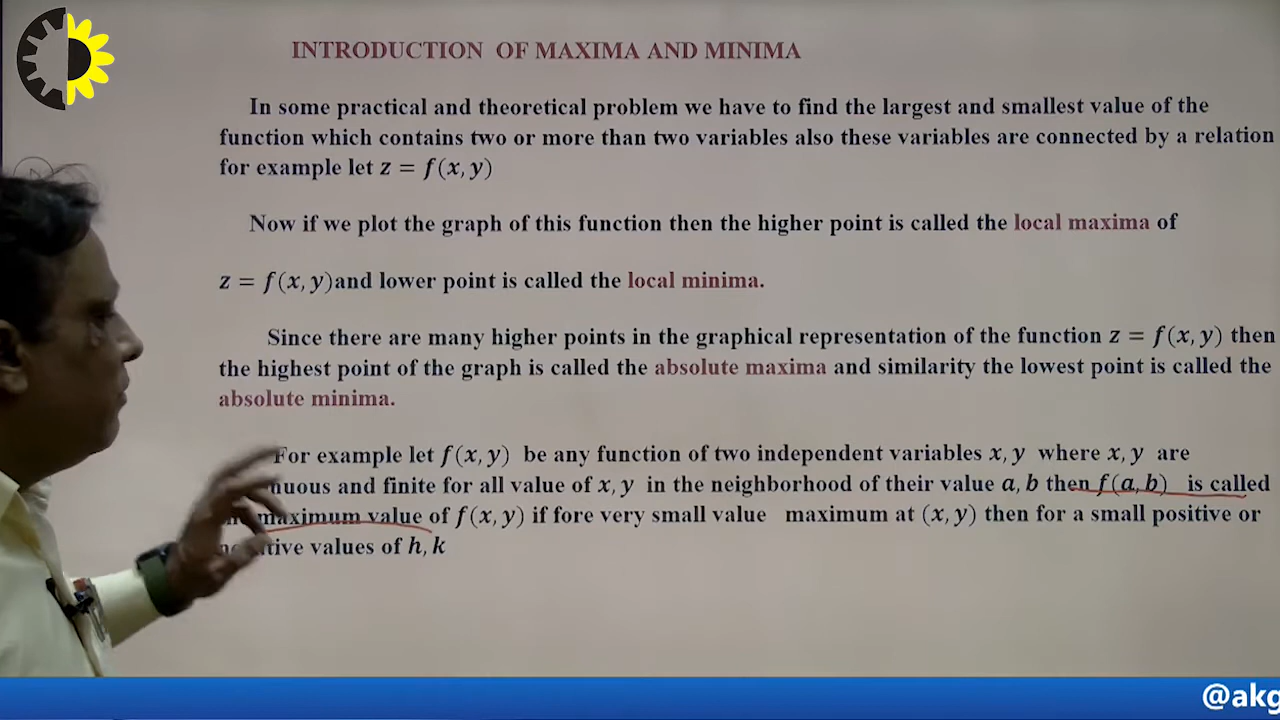 INTRODUCTION OF MAXIMA AND MINIMA
In some practical and theoretical problem we have to find the largest and smallest value of the
function which contains two or more than two variables also these variables are connected by a relation
for example let z = f(x, y)
Now if we plot the graph of this function then the higher point is called the local maxima of
z = f(x, y)and lower point is called the local minima.
Since there are many higher points in the graphical representation of the function z = f(x, y) then
the highest point of the graph is called the absolute maxima and similarity the lowest point is called the
absolute minima.
For example let f(x, y) be any function of two independent variables x, y where x, y are
and finite for all value of x, y in the neighborhood of their value a, b then f(a, b) is called
maximum value of f(x, y) if fore very small value maximum at (x, y) then for a small positive or
values of h, k